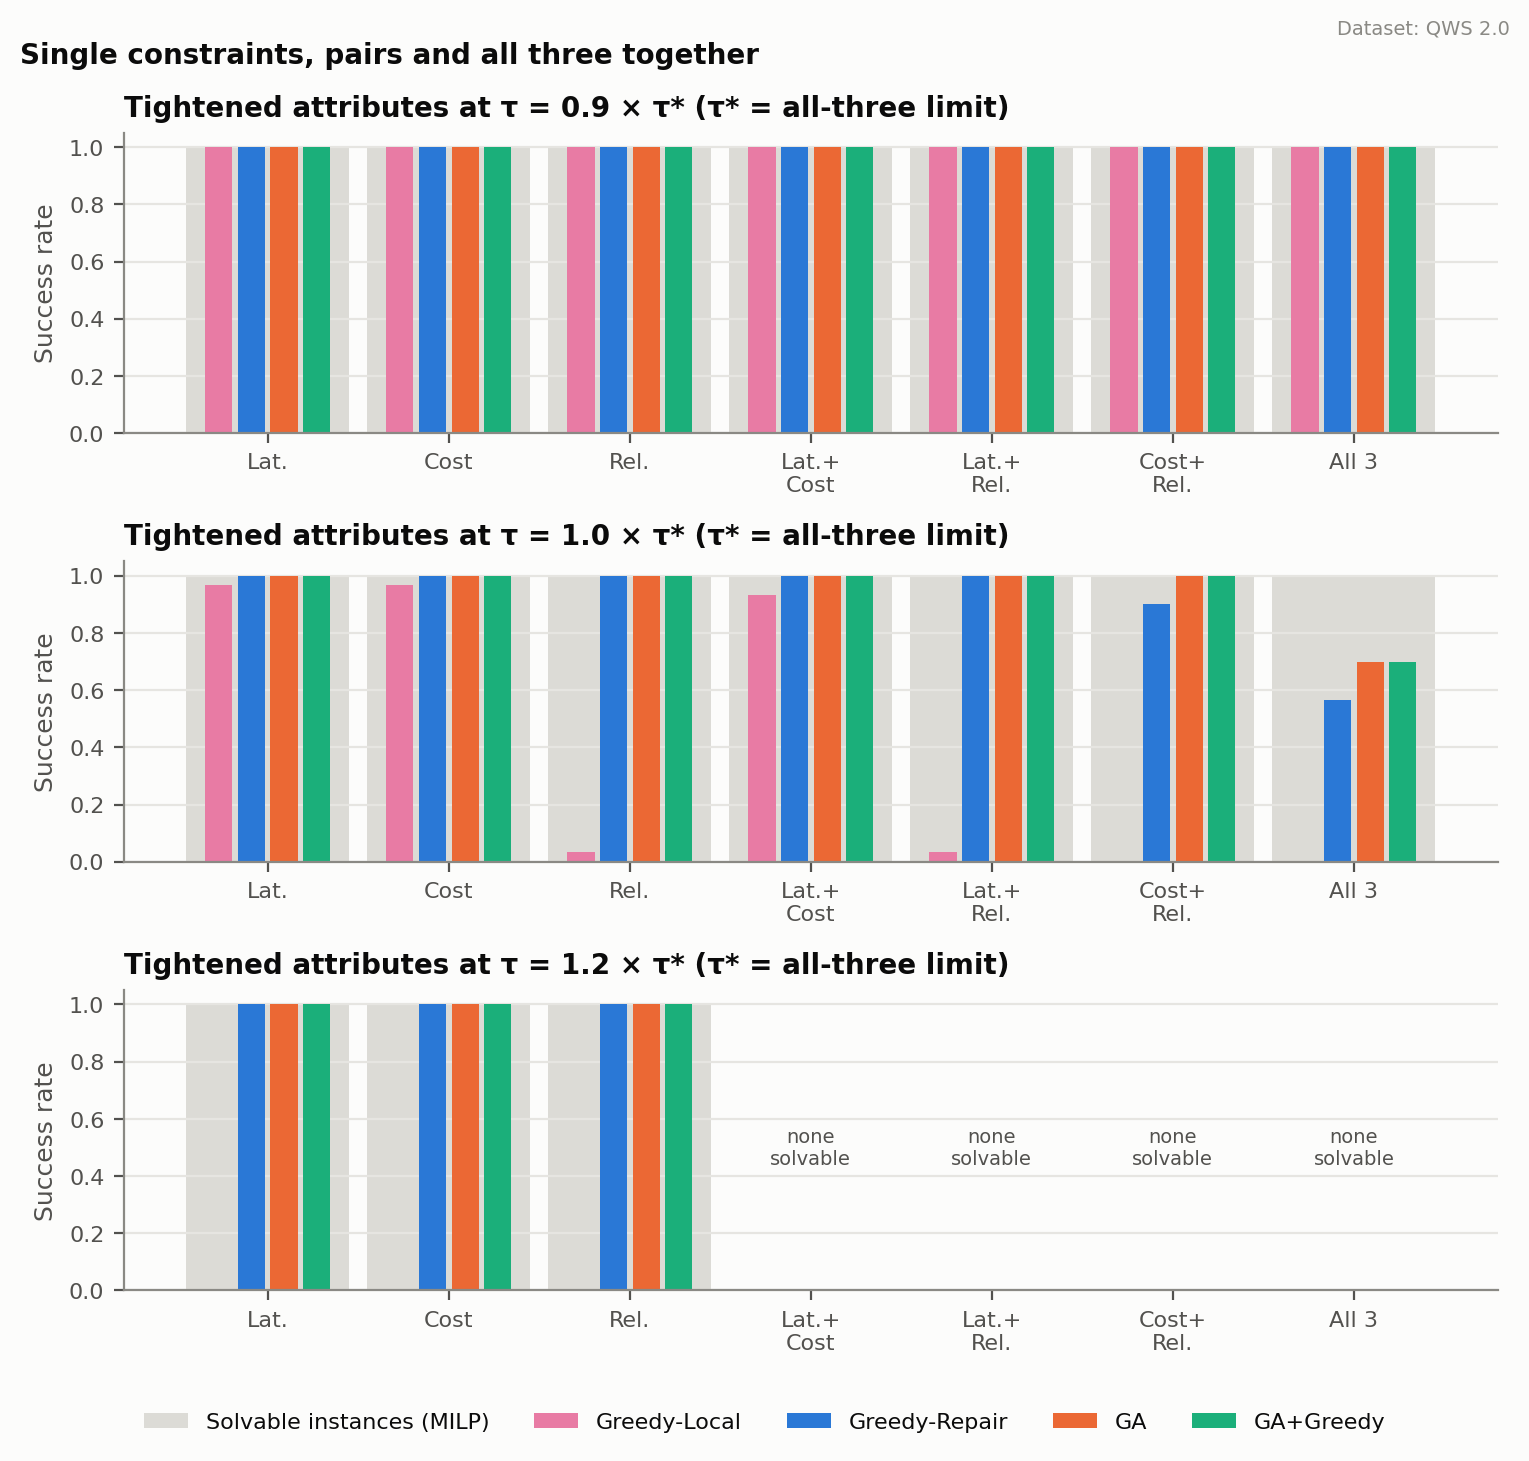 Dataset: QWS 2.0
Single constraints, pairs and all three together
Tightened attributes at τ = 0.9 × τ* (τ* = all-three limit)
Success rate
1.0
0.8
0.6
0.4
0.2
0.0
Lat. Cost Rel. Lat.+ Lat.+ Cost+ All 3
Cost Rel. Rel.
Tightened attributes at τ = 1.0 × τ* (τ* = all-three limit)
Success rate
1.0
0.8
0.6
0.4
0.2
0.0
Lat. Cost Rel. Lat.+ Lat.+ Cost+ All 3
Cost Rel. Rel.
Tightened attributes at τ = 1.2 × τ* (τ* = all-three limit)
Success rate
1.0
0.8
0.6
none none none none
solvable solvable solvable solvable
0.4
0.2
0.0
Lat. Cost Rel. Lat.+ Lat.+ Cost+ All 3
Cost Rel. Rel.
Solvable instances (MILP) Greedy-Local Greedy-Repair GA GA+Greedy